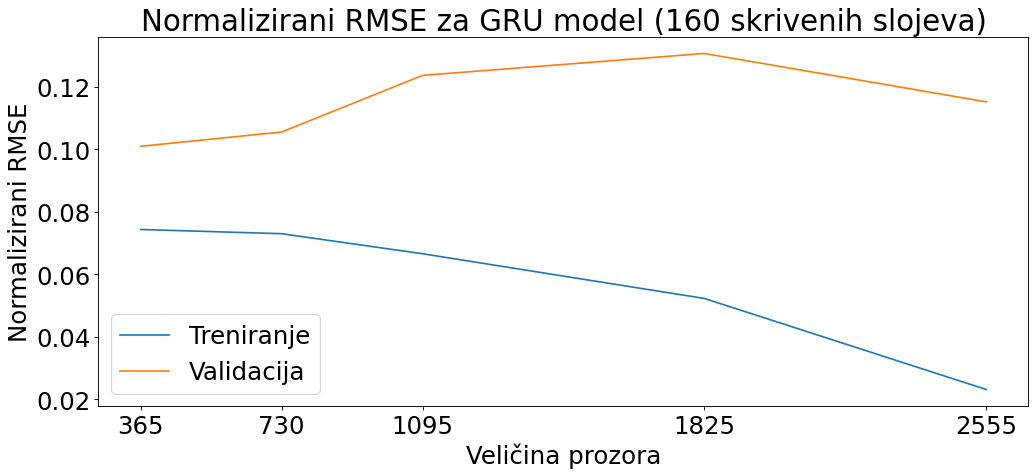 Normalizirani RMSE za GRU model (160 skrivenih slojeva)
Normalizirani RMSE
0.12
0.10
0.08
0.06
0.04
0.02
Treniranje
Validacija
365 730 1095 1825 2555
Veličina prozora